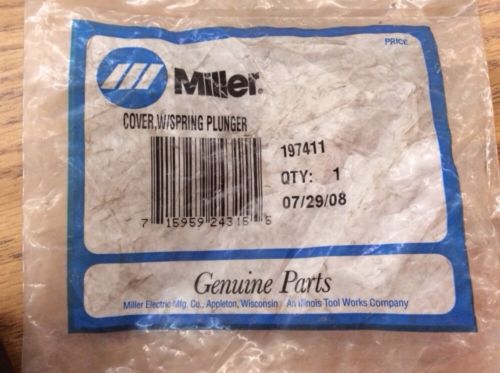 PRICE
Miller.
COVER,W/SPRING PLUNGER
197411
QTY: 1
07/29/08
7 15959 24315 6
Genuine Parts
Miller Electric Mfg. Co., Appleton, Wisconsin An Illinois Tool Works Company